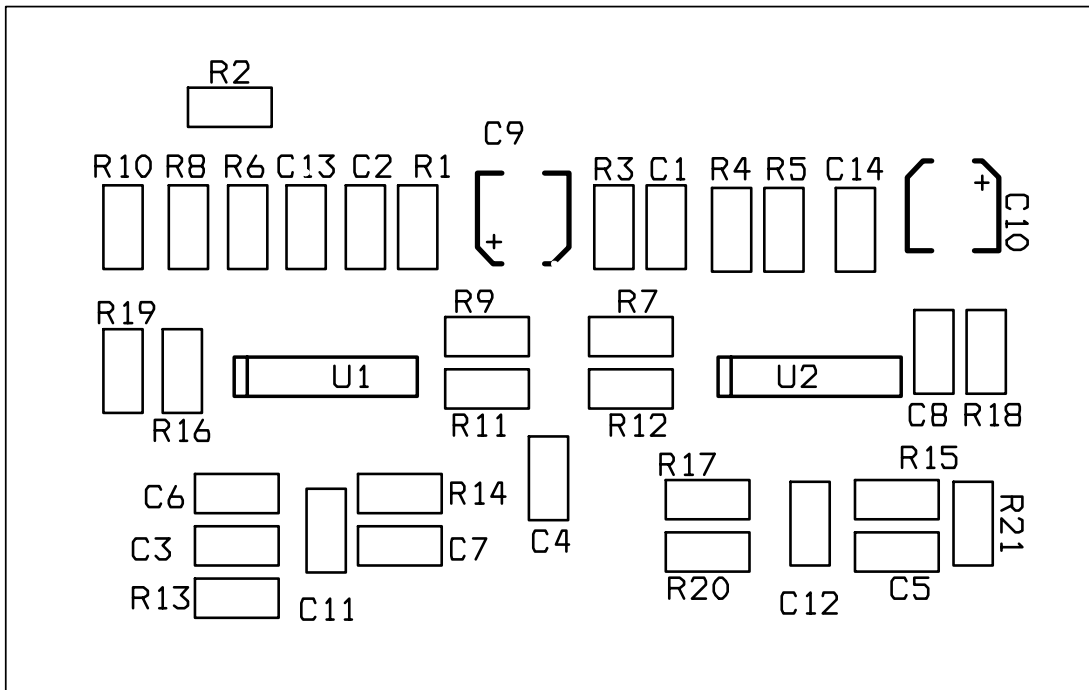 R2
C9
R10 R8 R6 C13 C2 R1 R3 C1 R4 R5 C14
+
C10
+
R19 R9 R7
U1 U2
R16 R11 R12 C8 R18
C6 R14 R17 R15
R21
C3 C7 C4
R13 C11 R20 C12 C5